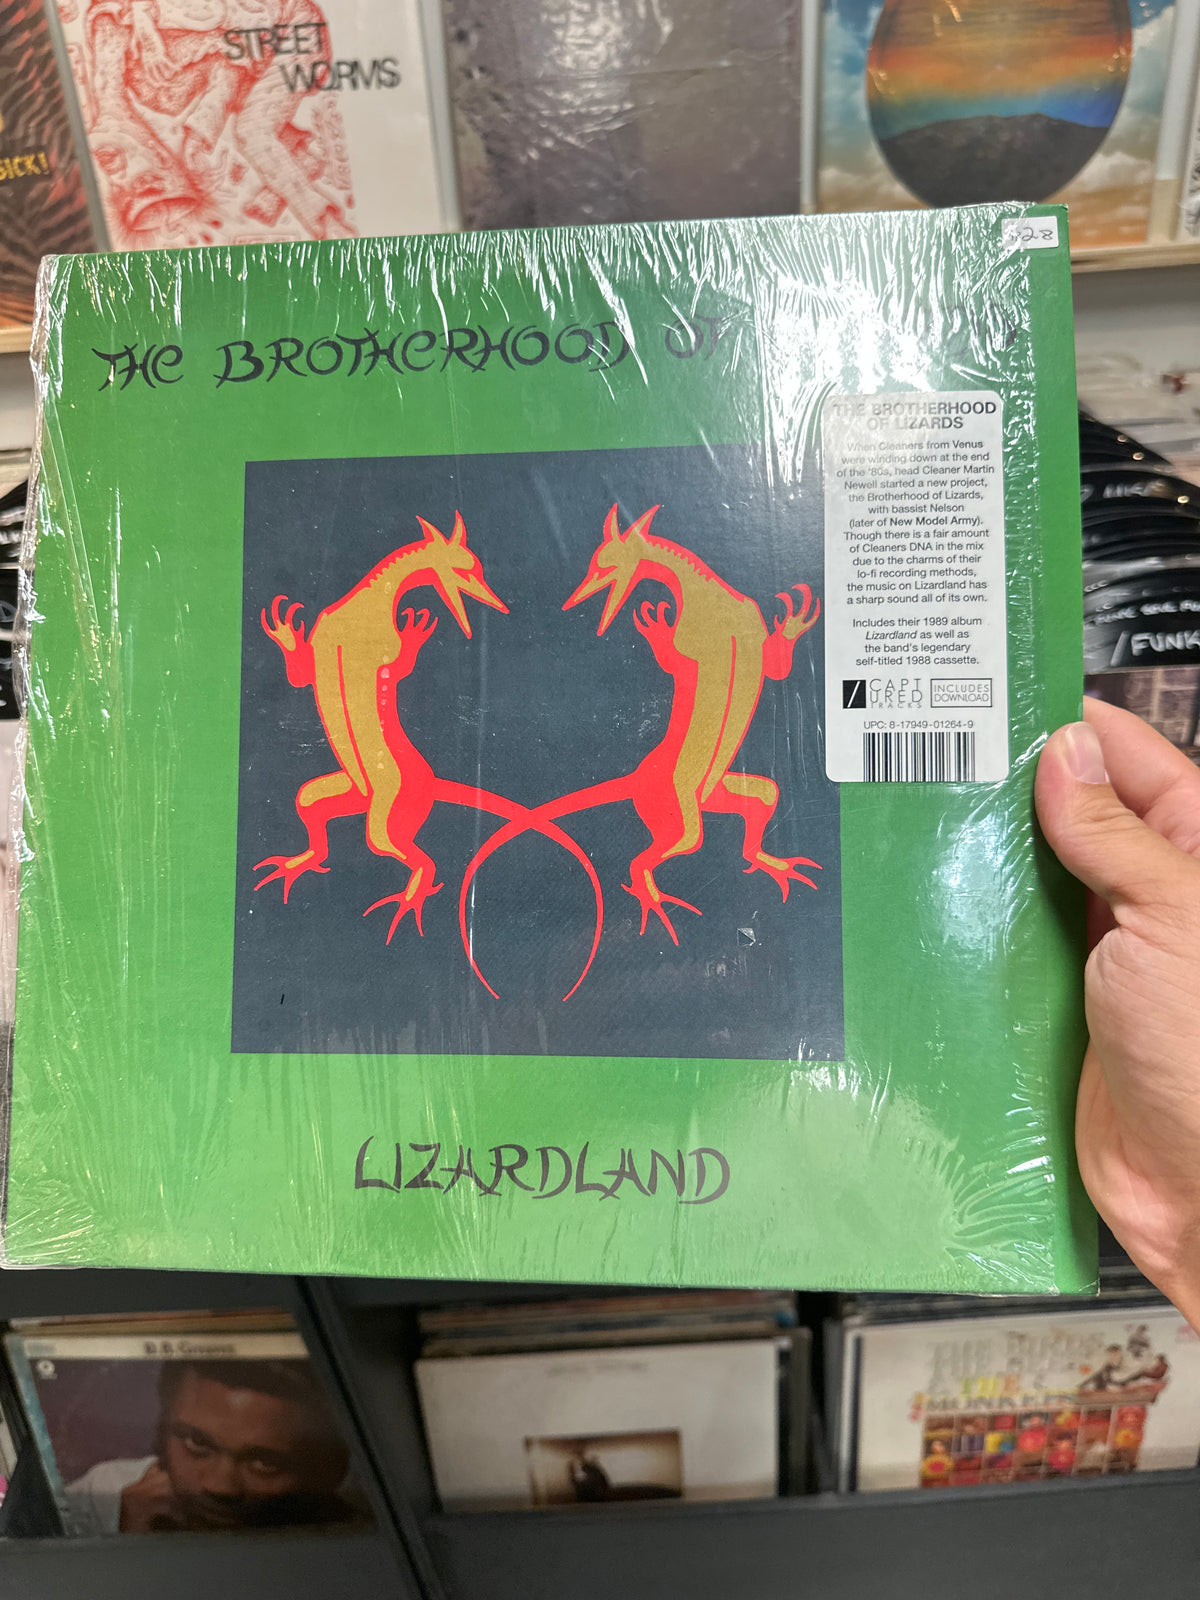 STREET
WORMS
SICK!
$28
THE BROTHERHOOD OF
THE BROTHERHOOD
OF LIZARDS
When Cleaners from Venus
were winding down at the end
of the '80s, head Cleaner Martin
Newell started a new project,
the Brotherhood of Lizards,
with bassist Nelson
(later of New Model Army).
Though there is a fair amount
of Cleaners DNA in the mix
due to the charms of their
lo-fi recording methods,
the music on Lizardland has
a sharp sound all of its own.
Includes their 1989 album
Lizardland as well as
the band's legendary
self-titled 1988 cassette.
CAPT
URED
TRACKS
INCLUDES
DOWNLOAD
UPC: 8-17949-01264-9
/FUNK
LIZARDLAND
THE BIRDS,
THE
MONKEES